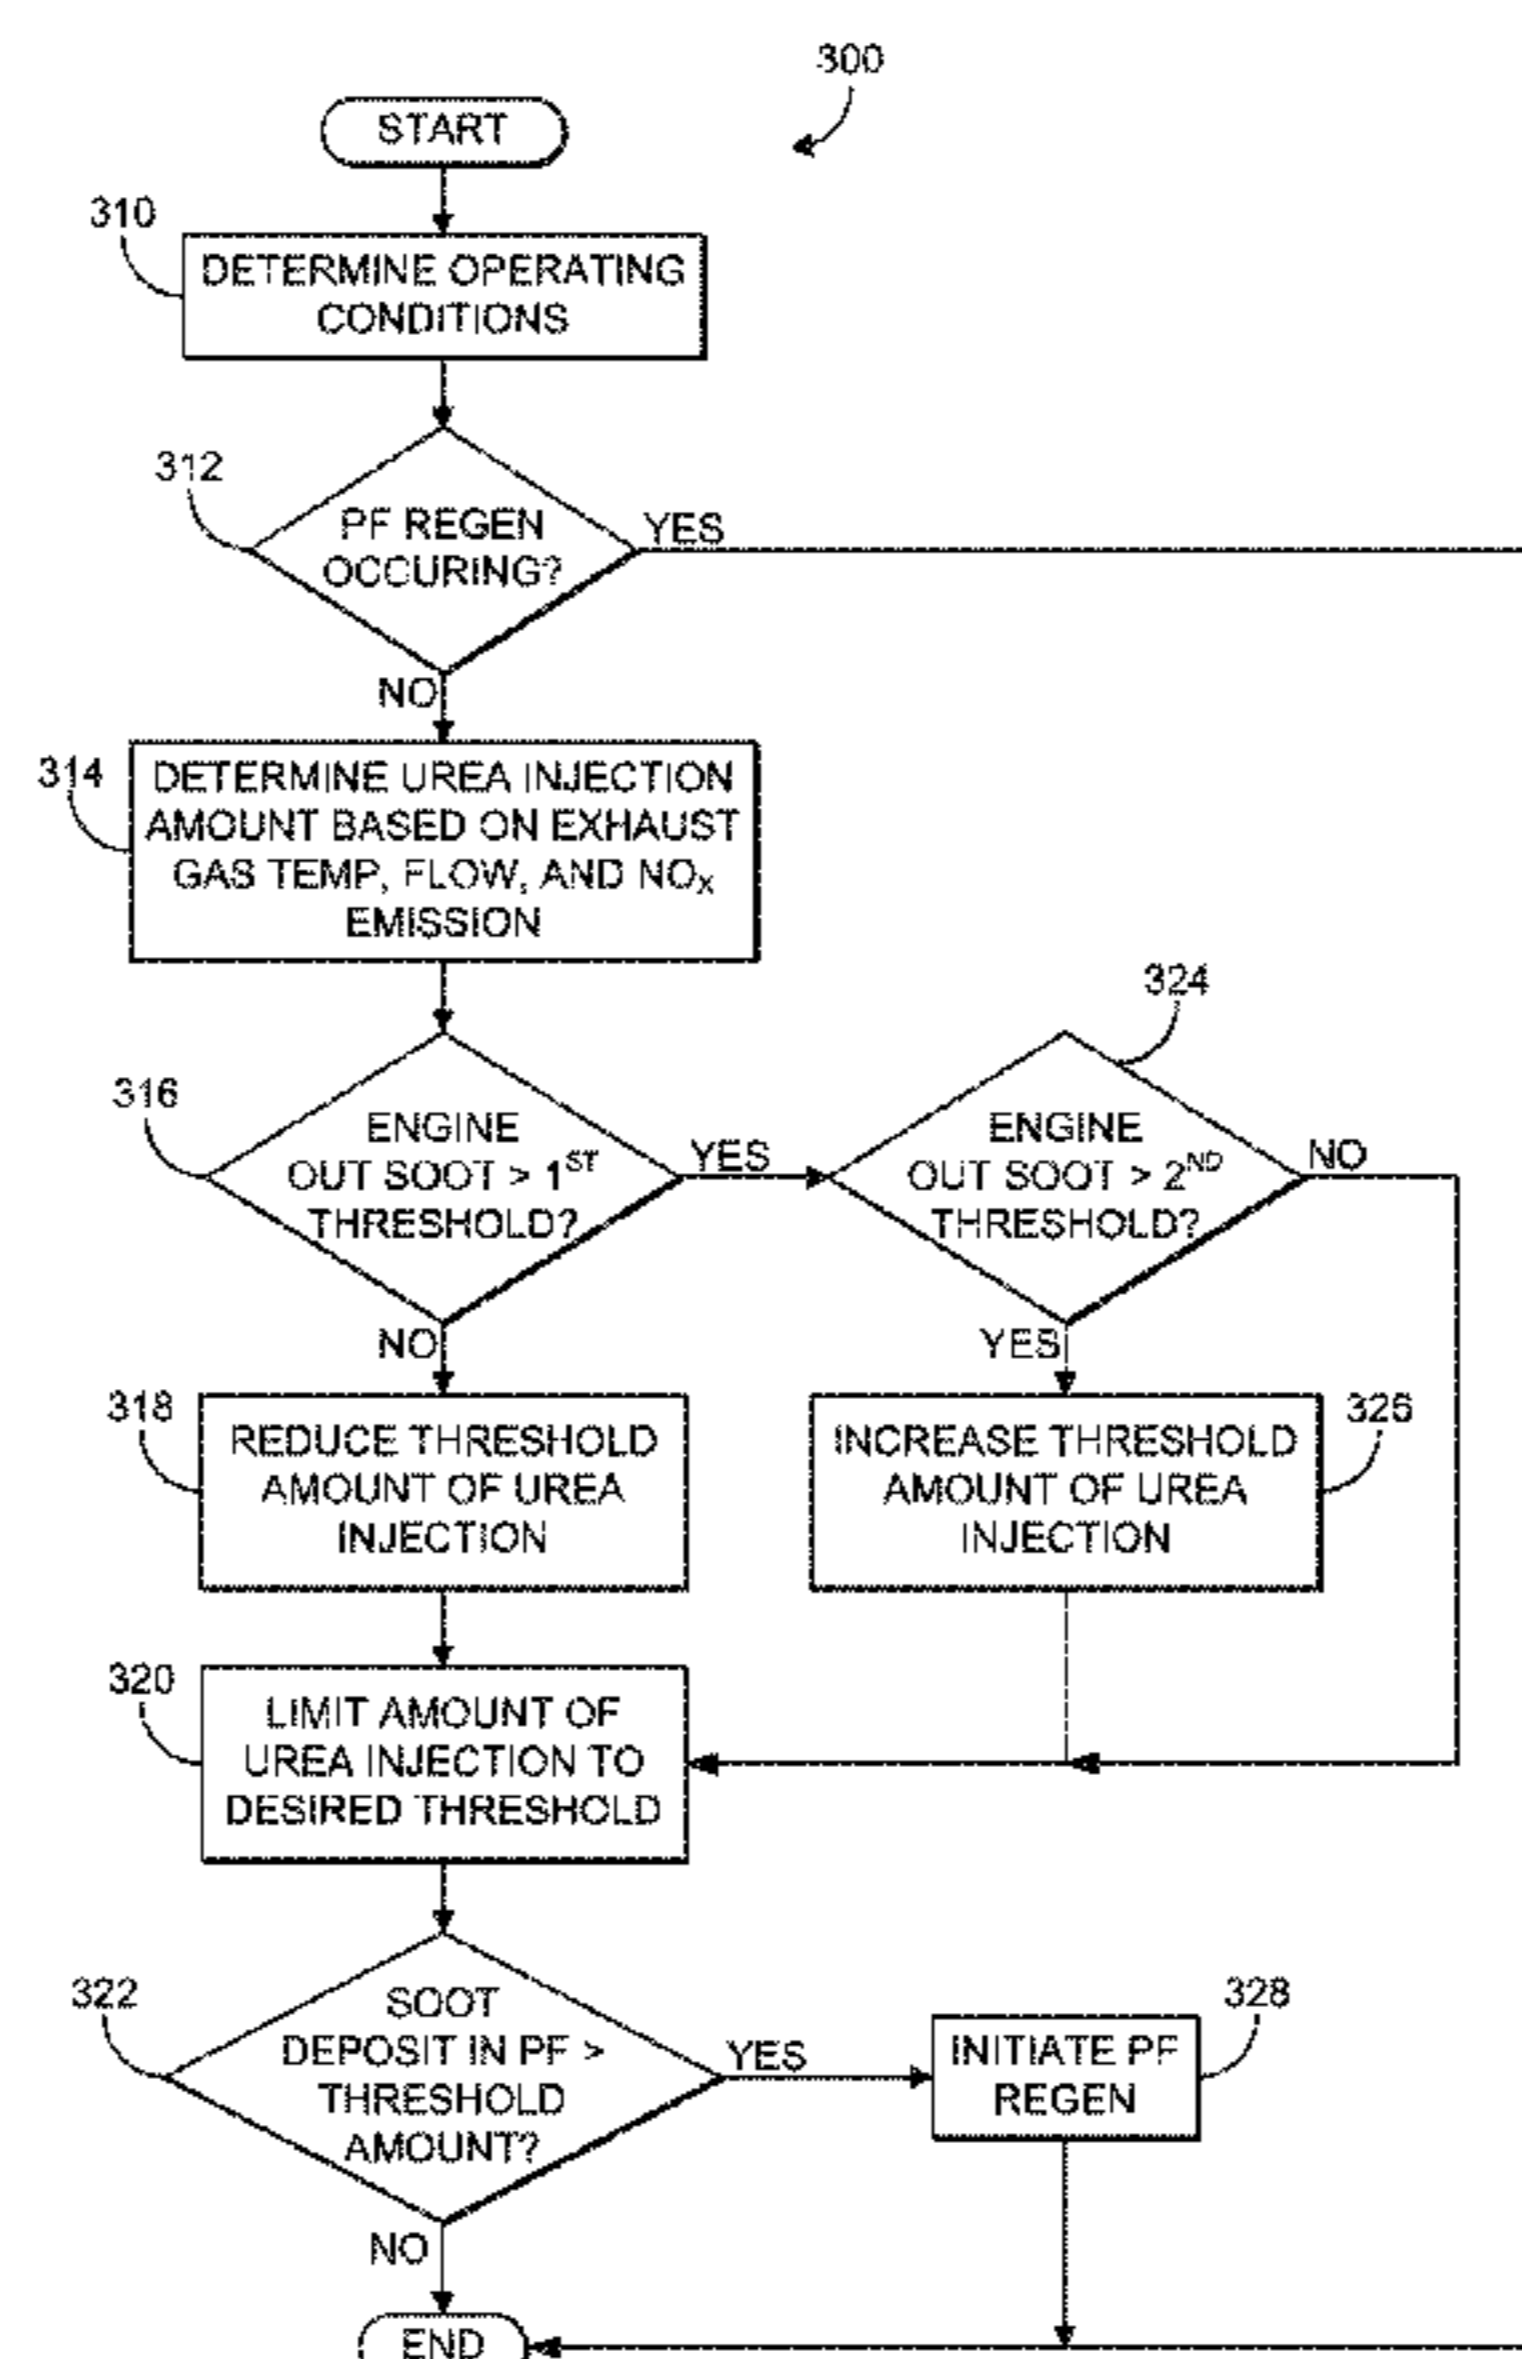 300
START
310
DETERMINE OPERATING
CONDITIONS
312
PF REGEN
OCCURING?
YES
NO
314
DETERMINE UREA INJECTION
AMOUNT BASED ON EXHAUST
GAS TEMP, FLOW, AND NOX
EMISSION
316
ENGINE
OUT SOOT > 1ST
THRESHOLD?
YES
NO
324
ENGINE
OUT SOOT > 2ND
THRESHOLD?
NO
YES
318
REDUCE THRESHOLD
AMOUNT OF UREA
INJECTION
INCREASE THRESHOLD
AMOUNT OF UREA
INJECTION
326
320
LIMIT AMOUNT OF
UREA INJECTION TO
DESIRED THRESHOLD
322
SOOT
DEPOSIT IN PF >
THRESHOLD
AMOUNT?
YES
NO
INITIATE PF
REGEN
328
END